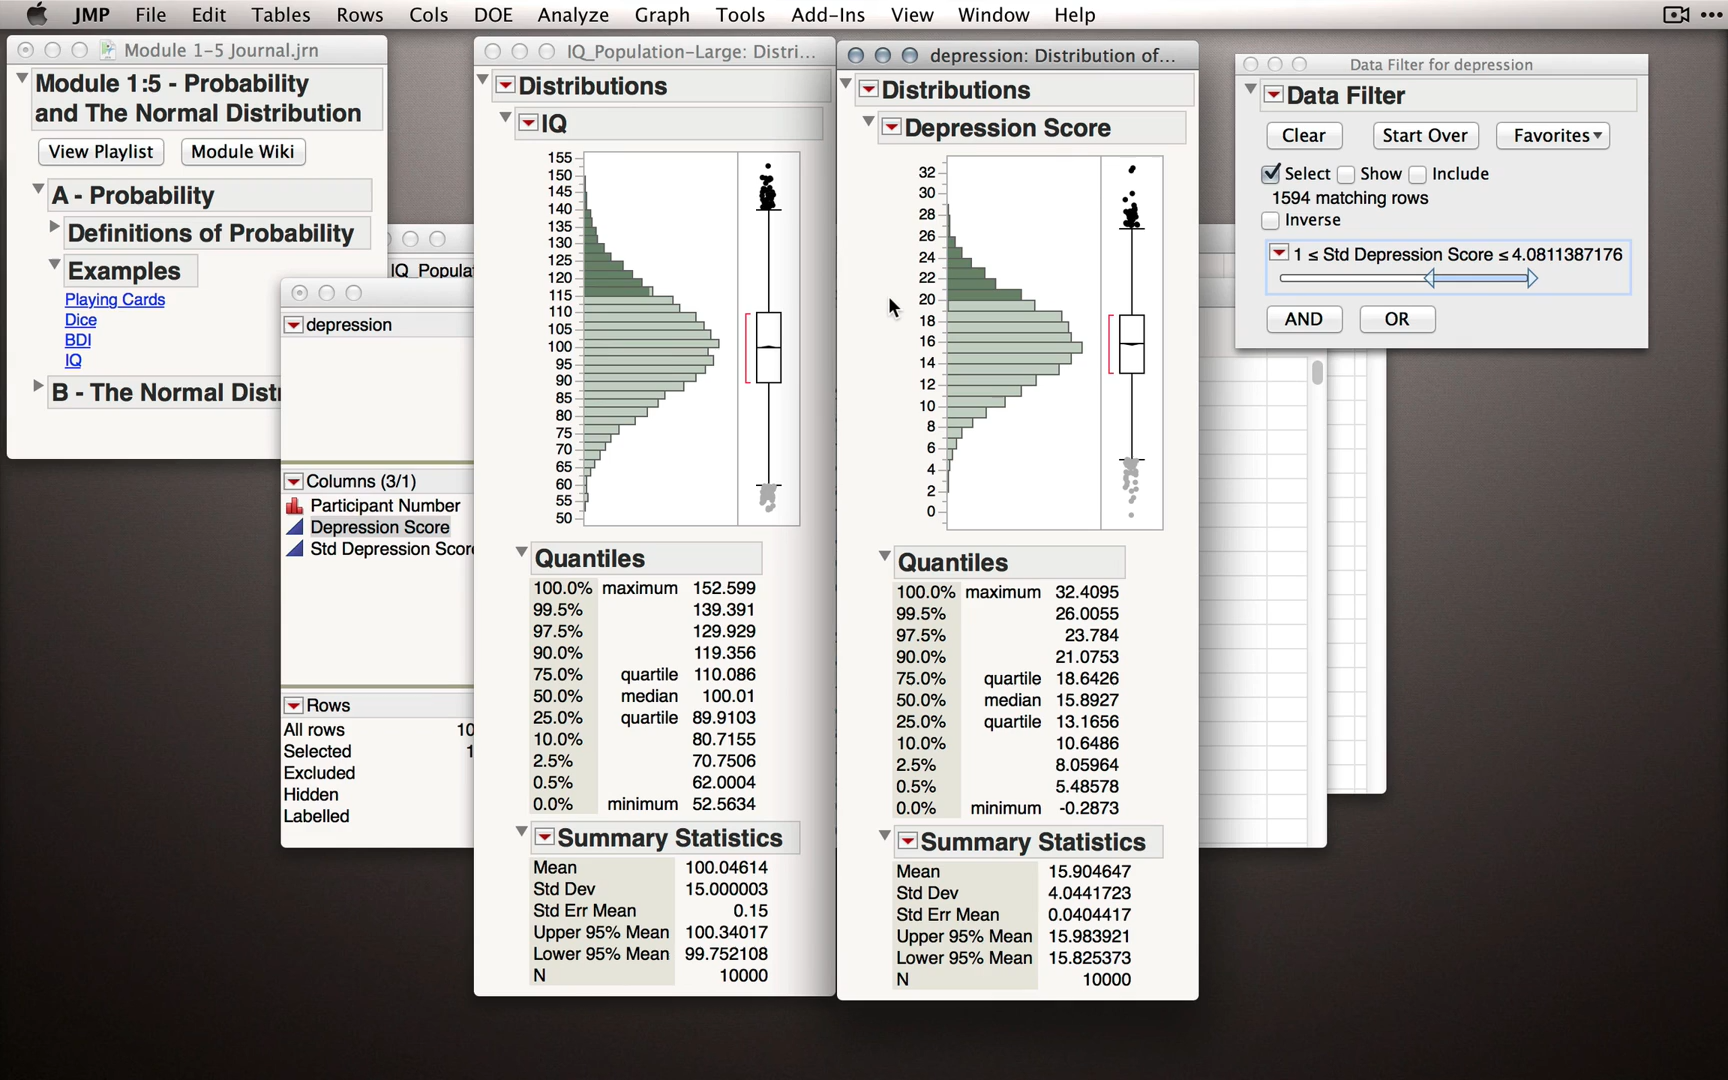 JMP File Edit Tables Rows Cols DOE Analyze Graph Tools Add-Ins View Window Help
Module 1-5 Journal.jrn
Module 1:5 - Probability
and The Normal Distribution
View Playlist Module Wiki
A - Probability
Definitions of Probability
Examples
Playing Cards
Dice
BDI
IQ
B - The Normal Distr
IQ_Populat
depression
Columns (3/1)
Participant Number
Depression Score
Std Depression Score
Rows
All rows 10
Selected 1
Excluded
Hidden
Labelled
IQ_Population-Large: Distri...
Distributions
IQ
155
150
145
140
135
130
125
120
115
110
105
100
95
90
85
80
75
70
65
60
55
50
Quantiles
100.0% maximum 152.599
99.5% 139.391
97.5% 129.929
90.0% 119.356
75.0% quartile 110.086
50.0% median 100.01
25.0% quartile 89.9103
10.0% 80.7155
2.5% 70.7506
0.5% 62.0004
0.0% minimum 52.5634
Summary Statistics
Mean 100.04614
Std Dev 15.000003
Std Err Mean 0.15
Upper 95% Mean 100.34017
Lower 95% Mean 99.752108
N 10000
depression: Distribution of...
Distributions
Depression Score
32
30
28
26
24
22
20
18
16
14
12
10
8
6
4
2
0
Quantiles
100.0% maximum 32.4095
99.5% 26.0055
97.5% 23.784
90.0% 21.0753
75.0% quartile 18.6426
50.0% median 15.8927
25.0% quartile 13.1656
10.0% 10.6486
2.5% 8.05964
0.5% 5.48578
0.0% minimum -0.2873
Summary Statistics
Mean 15.904647
Std Dev 4.0441723
Std Err Mean 0.0404417
Upper 95% Mean 15.983921
Lower 95% Mean 15.825373
N 10000
Data Filter for depression
Data Filter
Clear Start Over Favorites
Select Show Include
1594 matching rows
Inverse
1 ≤ Std Depression Score ≤ 4.0811387176
AND OR